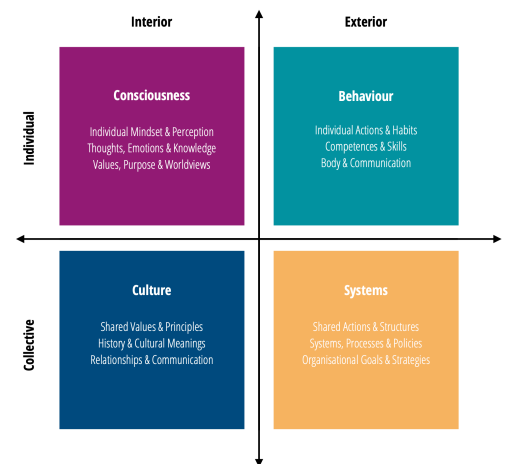 Interior
Exterior
Individual
Consciousness
Individual Mindset & Perception
Thoughts, Emotions & Knowledge
Values, Purpose & Worldviews
Behaviour
Individual Actions & Habits
Competences & Skills
Body & Communication
Collective
Culture
Shared Values & Principles
History & Cultural Meanings
Relationships & Communication
Systems
Shared Actions & Structures
Systems, Processes & Policies
Organisational Goals & Strategies